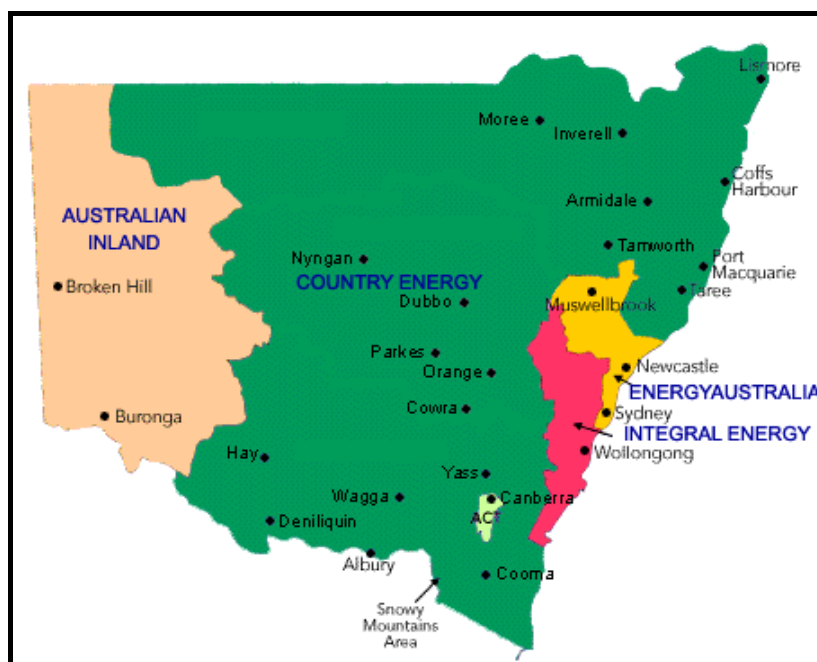 Lismore
Moree
Inverell
Coffs
Harbour
Armidale
AUSTRALIAN
INLAND
Tamworth
Nyngan
Port
Macquarie
COUNTRY ENERGY
Broken Hill
Taree
Muswellbrook
Dubbo
Parkes
Orange
Newcastle
ENERGYAUSTRALIA
Cowra
Sydney
Buronga
INTEGRAL ENERGY
Wollongong
Hay
Yass
Wagga
Canberra
ACT
Deniliquin
Albury
Cooma
Snowy
Mountains
Area